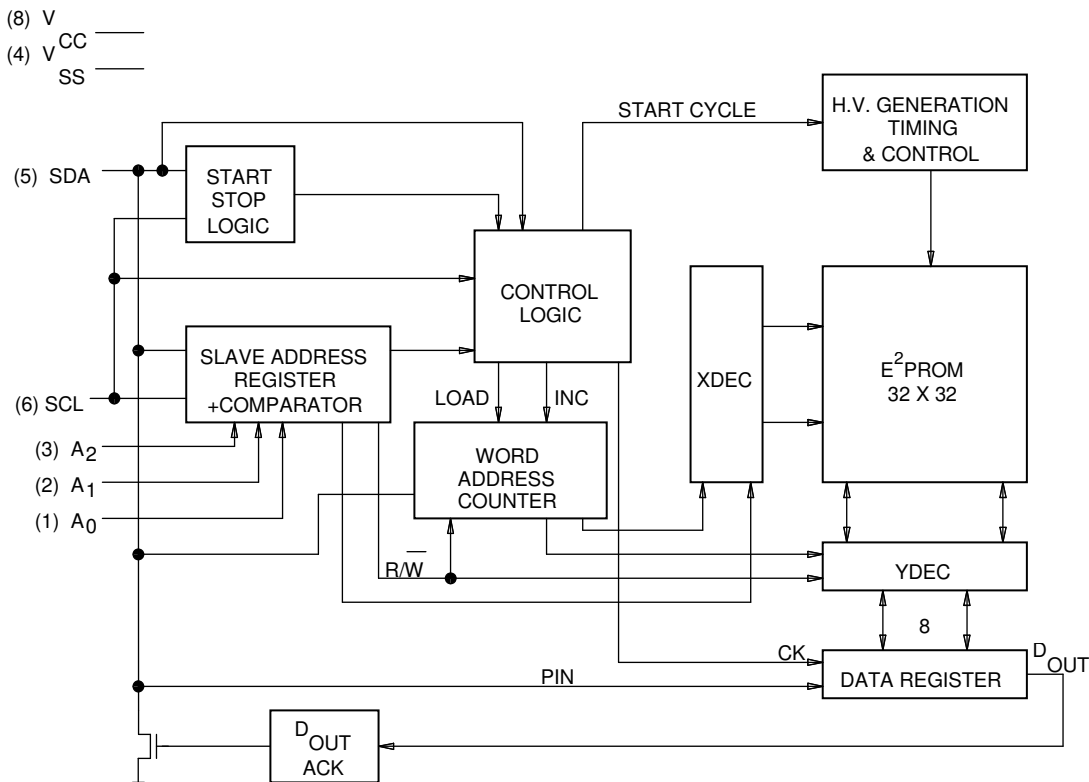 (8) VCC
(4) VSS
START CYCLE
H.V. GENERATION
TIMING
& CONTROL
(5) SDA
START
STOP
LOGIC
CONTROL
LOGIC
SLAVE ADDRESS
REGISTER
+COMPARATOR
XDEC
E²PROM
32 X 32
(6) SCL
LOAD
INC
(3) A2
(2) A1
(1) A0
WORD
ADDRESS
COUNTER
R/W̅
YDEC
8
CK
DOUT
PIN
DATA REGISTER
DOUT
ACK